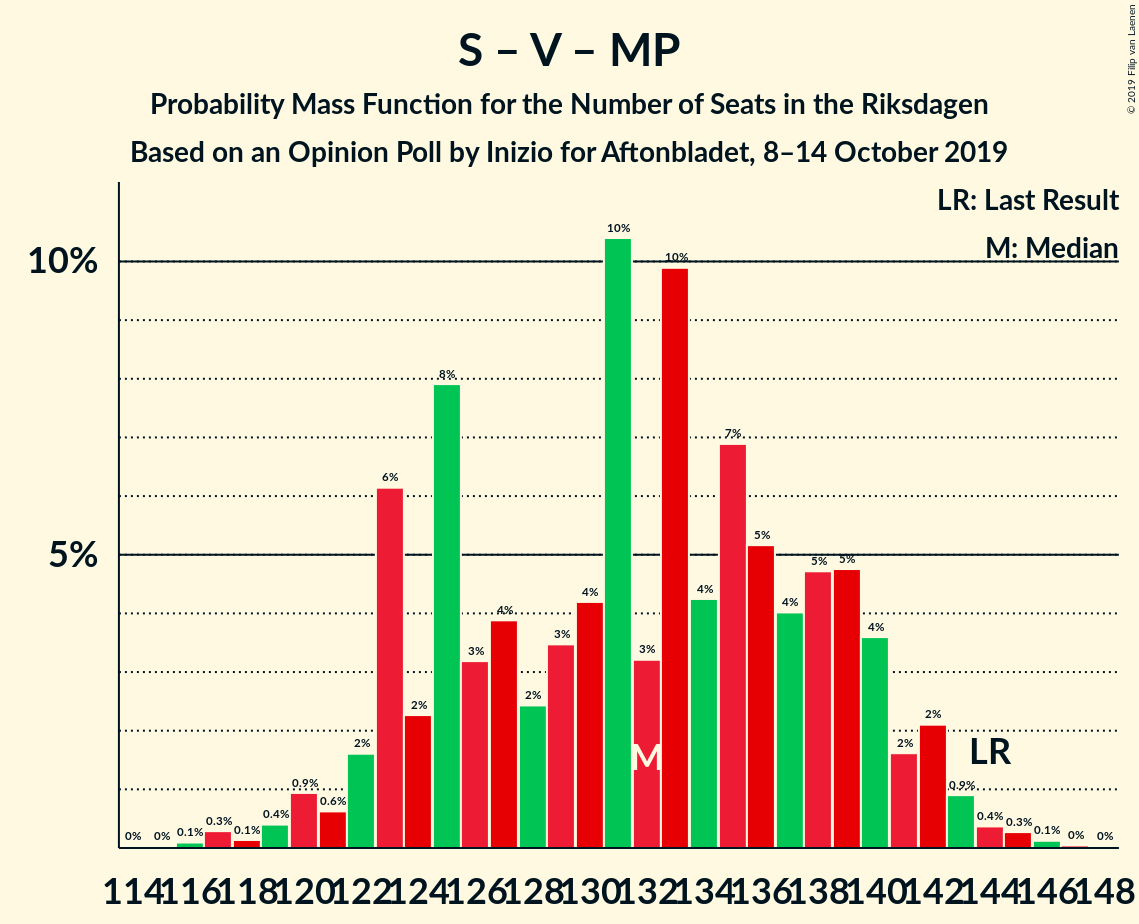 S – V – MP
Probability Mass Function for the Number of Seats in the Riksdagen
Based on an Opinion Poll by Inizio for Aftonbladet, 8–14 October 2019
© 2019 Filip van Laenen
LR: Last Result
M: Median
10%
5%
0% 0% 0.1% 0.3% 0.1% 0.4% 0.9% 0.6% 2% 6% 2% 8% 3% 4% 2% 3% 4% 10% 3% 10% 4% 7% 5% 4% 5% 5% 4% 2% 2% 0.9% 0.4% 0.3% 0.1% 0% 0%
M
LR
114 116 118 120 122 124 126 128 130 132 134 136 138 140 142 144 146 148